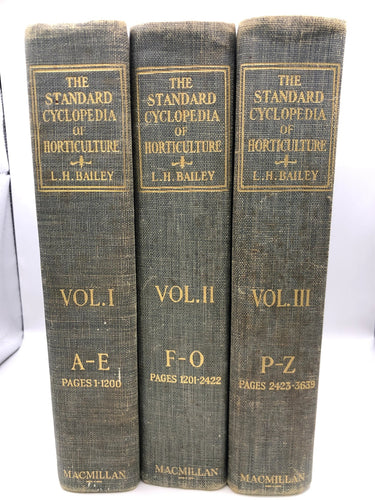 THE
STANDARD
CYCLOPEDIA
OF
HORTICULTURE
L.H. BAILEY
VOL. I
A-E
PAGES 1-1200
MACMILLAN
THE
STANDARD
CYCLOPEDIA
OF
HORTICULTURE
L.H. BAILEY
VOL. II
F-O
PAGES 1201-2422
MACMILLAN
THE
STANDARD
CYCLOPEDIA
OF
HORTICULTURE
L.H. BAILEY
VOL. III
P-Z
PAGES 2423-3639
MACMILLAN